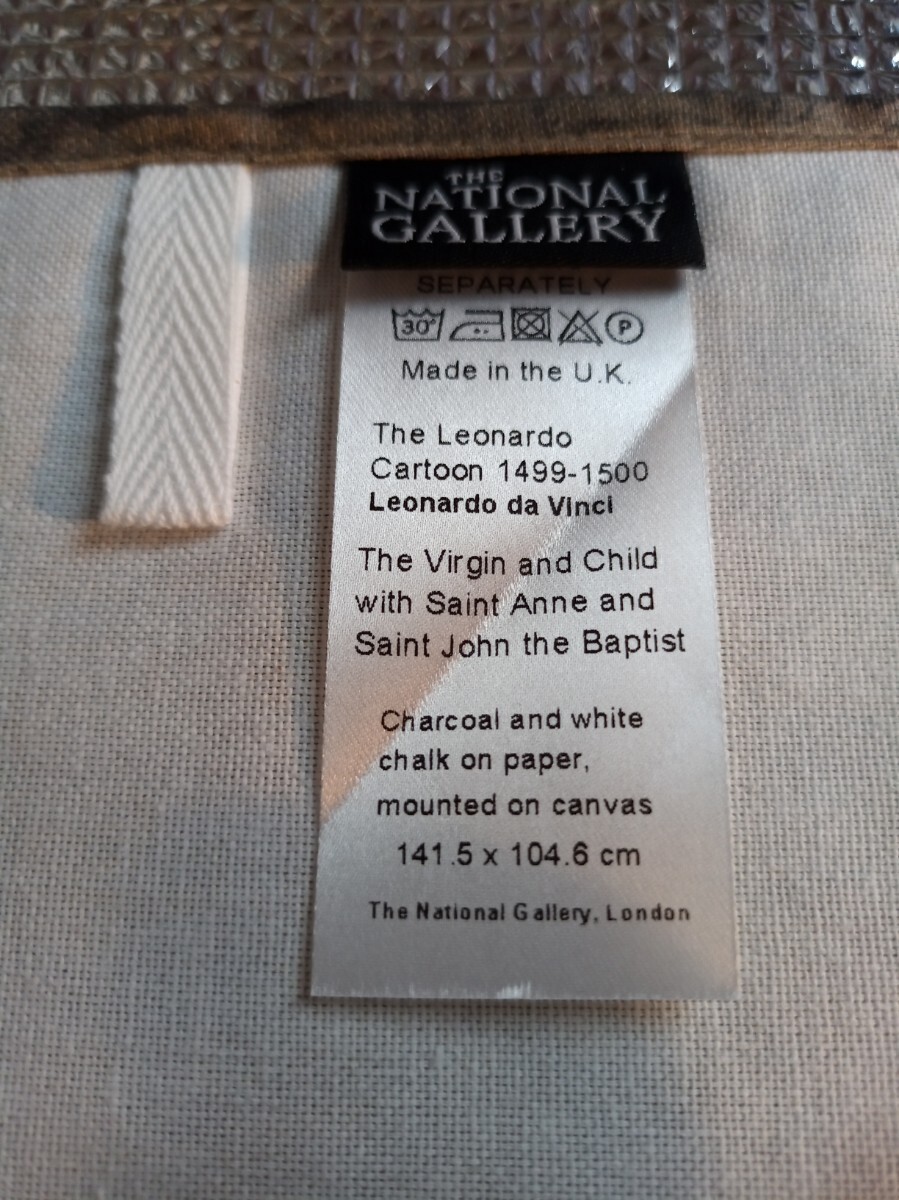 THE
NATIONAL
GALLERY
SEPARATELY
30° P
Made in the U.K.
The Leonardo
Cartoon 1499-1500
Leonardo da Vinci
The Virgin and Child
with Saint Anne and
Saint John the Baptist
Charcoal and white
chalk on paper,
mounted on canvas
141.5 x 104.6 cm
The National Gallery, London